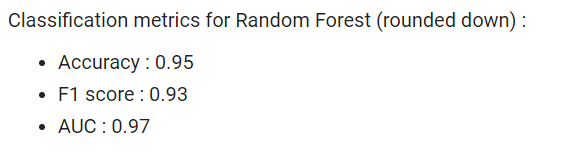 Classification metrics for Random Forest (rounded down) :
• Accuracy : 0.95
• F1 score : 0.93
• AUC : 0.97